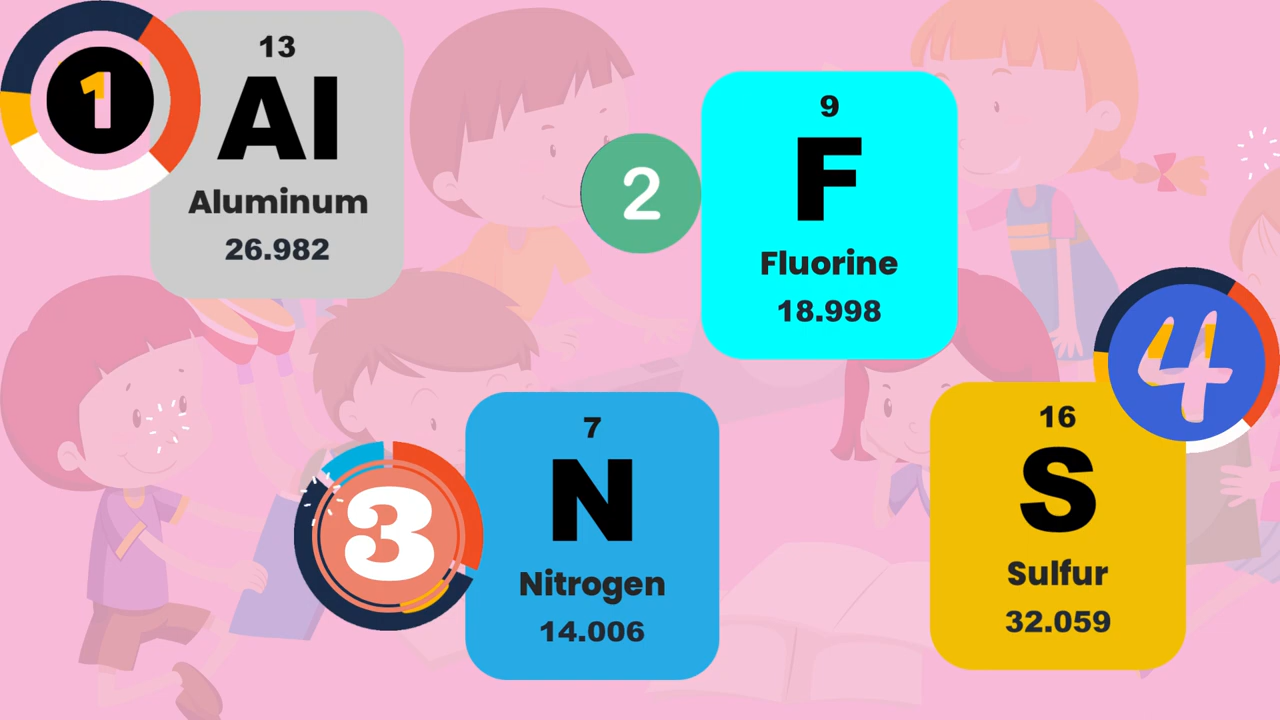 1
13
Al
Aluminum
26.982
2
9
F
Fluorine
18.998
3
7
N
Nitrogen
14.006
4
16
S
Sulfur
32.059